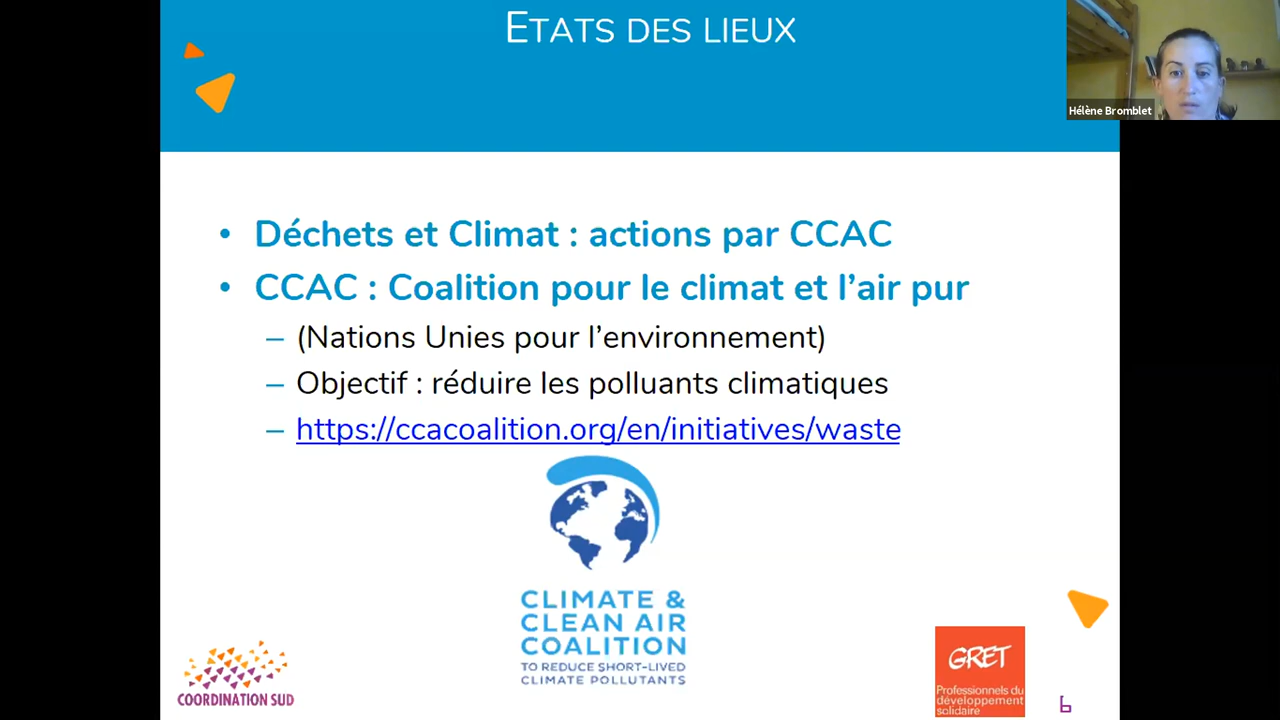 ETATS DES LIEUX
Hélène Bromblet
• Déchets et Climat : actions par CCAC
• CCAC : Coalition pour le climat et l’air pur
– (Nations Unies pour l’environnement)
– Objectif : réduire les polluants climatiques
– https://ccacoalition.org/en/initiatives/waste
CLIMATE &
CLEAN AIR
COALITION
TO REDUCE SHORT-LIVED
CLIMATE POLLUTANTS
COORDINATION SUD
GRET
Professionnels du
développement
solidaire
6